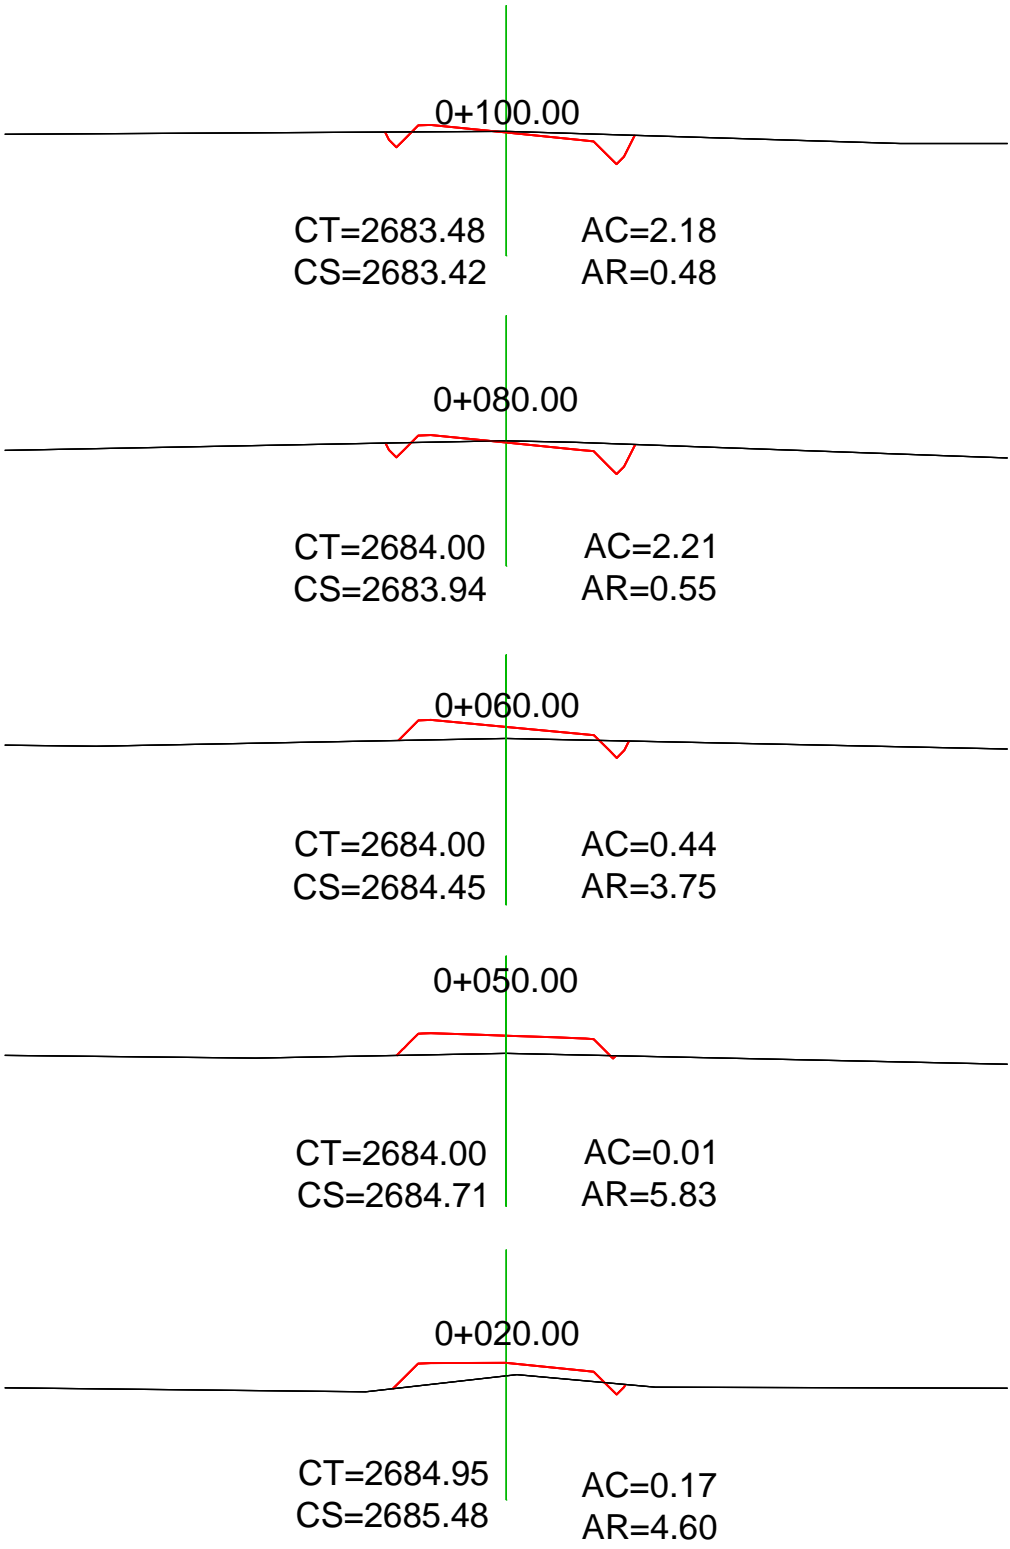 0+100.00
CT=2683.48 AC=2.18
CS=2683.42 AR=0.48
0+080.00
CT=2684.00 AC=2.21
CS=2683.94 AR=0.55
0+060.00
CT=2684.00 AC=0.44
CS=2684.45 AR=3.75
0+050.00
CT=2684.00 AC=0.01
CS=2684.71 AR=5.83
0+020.00
CT=2684.95 AC=0.17
CS=2685.48 AR=4.60